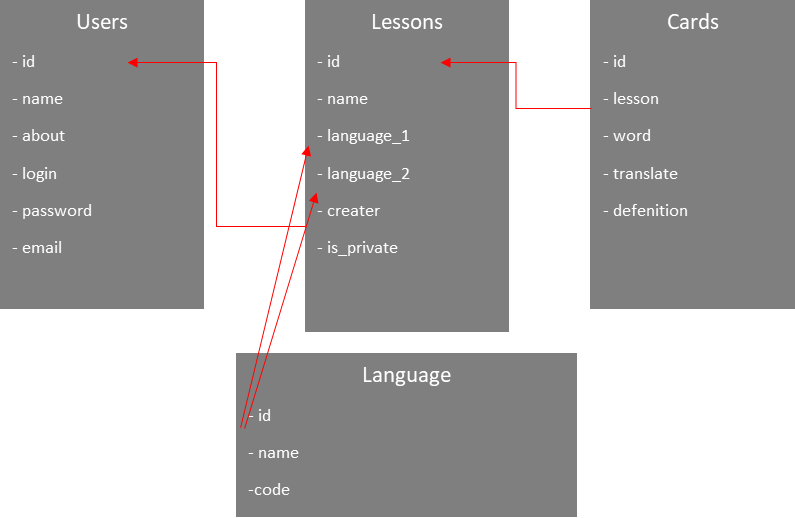 Users
- id
- name
- about
- login
- password
- email
Lessons
- id
- name
- language_1
- language_2
- creater
- is_private
Cards
- id
- lesson
- word
- translate
- defenition
Language
- id
- name
-code